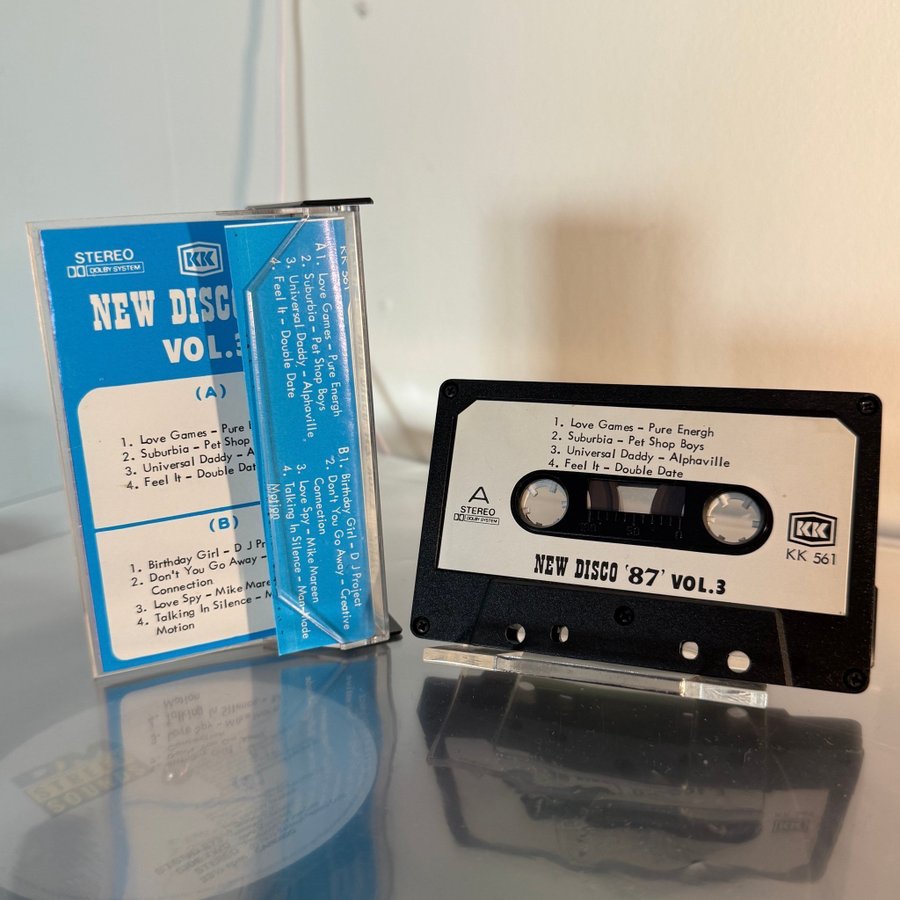 STEREO
DOLBY SYSTEM
KK
NEW DISCO
VOL.
(A)
1. Love Games - Pure
2. Suburbia - Pet Shop
3. Universal Daddy -
4. Feel It - Double
(B)
1. Birthday Girl - D J
2. Don't You Go Away -
Connection
3. Love Spy - Mike
4. Talking In Silence -
Motion
KK 561
A1. Love Games - Pure Energh
2. Suburbia - Pet Shop Boys
3. Universal Daddy - Alphaville
4. Feel It - Double Date
B1. Birthday Girl - D J Project
2. Don't You Go Away - Creative
Connection
3. Love Spy - Mike Mareen
4. Talking In Silence - Man Made
Motion
1. Love Games - Pure Energh
2. Suburbia - Pet Shop Boys
3. Universal Daddy - Alphaville
4. Feel It - Double Date
A
STEREO
DOLBY SYSTEM
KK
KK 561
NEW DISCO '87' VOL.3